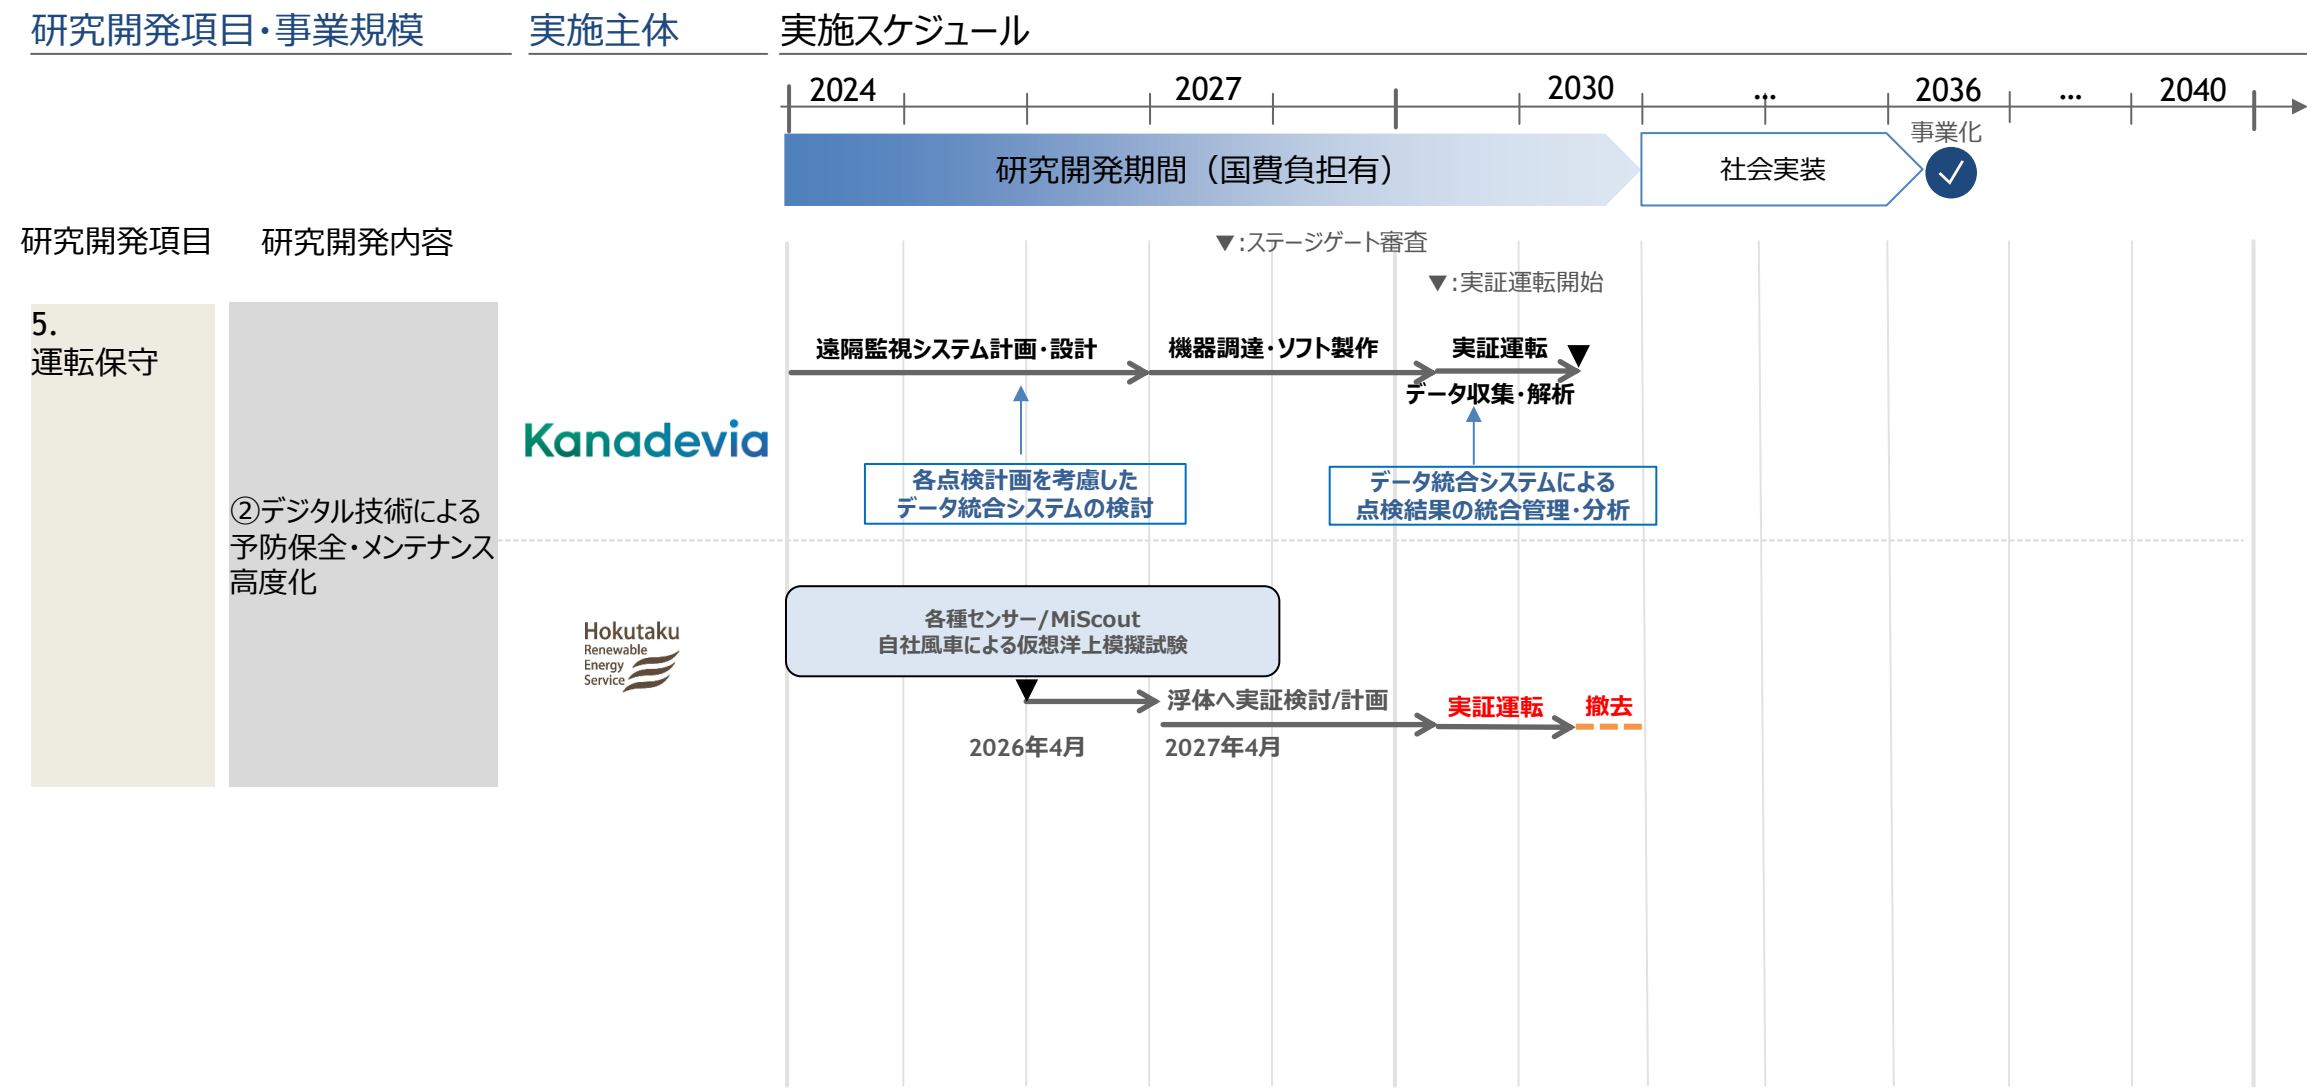 研究開発項目・事業規模
実施主体
実施スケジュール
2024
2027
2030
…
2036
…
2040
事業化
研究開発期間（国費負担有）
社会実装
研究開発項目
研究開発内容
▼:ステージゲート審査
▼:実証運転開始
5.
運転保守
②デジタル技術による
予防保全・メンテナンス
高度化
Kanadevia
遠隔監視システム計画・設計
機器調達・ソフト製作
実証運転
データ収集・解析
各点検計画を考慮した
データ統合システムの検討
データ統合システムによる
点検結果の統合管理・分析
Hokutaku
Renewable
Energy
Service
各種センサー/MiScout
自社風車による仮想洋上模擬試験
浮体へ実証検討/計画
実証運転
撤去
2026年4月
2027年4月